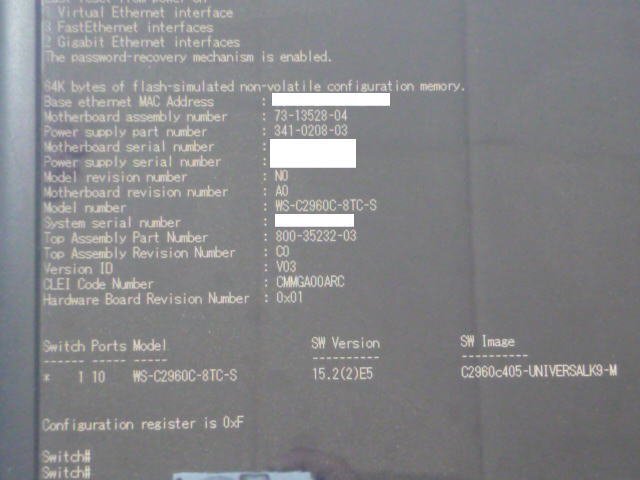 Last reset from power-on
1 Virtual Ethernet interface
8 FastEthernet interfaces
2 Gigabit Ethernet interfaces
The password-recovery mechanism is enabled.
64K bytes of flash-simulated non-volatile configuration memory.
Base ethernet MAC Address :
Motherboard assembly number : 73-13528-04
Power supply part number : 341-0208-03
Motherboard serial number :
Power supply serial number :
Model revision number : N0
Motherboard revision number : A0
Model number : WS-C2960C-8TC-S
System serial number :
Top Assembly Part Number : 800-35232-03
Top Assembly Revision Number : C0
Version ID : V03
CLEI Code Number : CMMGA00ARC
Hardware Board Revision Number : 0x01
Switch Ports Model SW Version SW Image
------ ----- ----- ---------- ----------
* 1 10 WS-C2960C-8TC-S 15.2(2)E5 C2960c405-UNIVERSALK9-M
Configuration register is 0xF
Switch#
Switch#